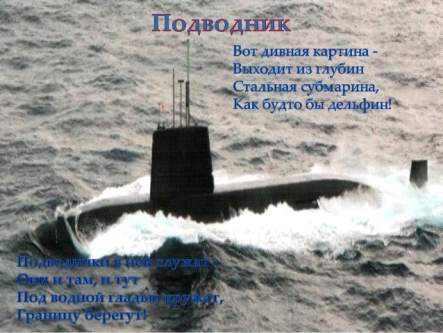 Подводник
Вот дивная картина -
Выходит из глубин
Стальная субмарина,
Как будто бы дельфин!
Подводники в ней служат -
Они и там, и тут
Под водной гладью кружат,
Границу берегут!